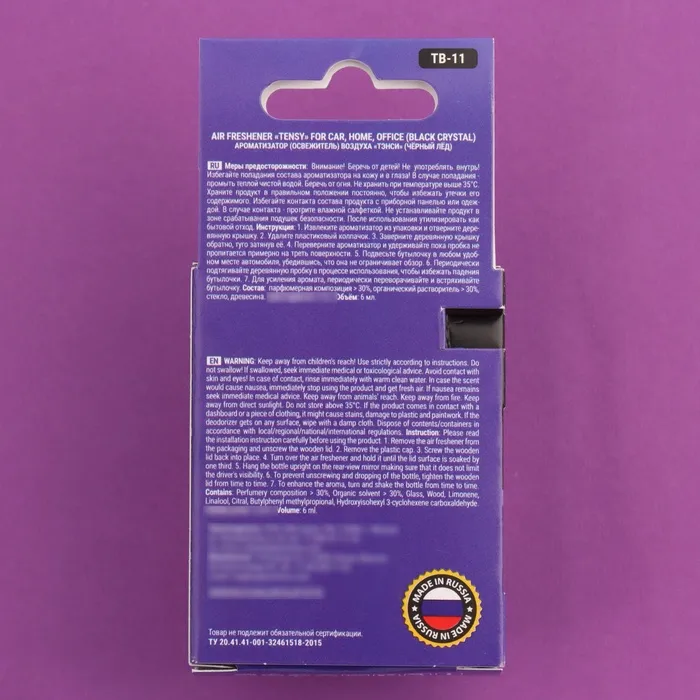 TB-11
AIR FRESHENER «TENSY» FOR CAR, HOME, OFFICE (BLACK CRYSTAL)
АРОМАТИЗАТОР (ОСВЕЖИТЕЛЬ) ВОЗДУХА «ТЭНСИ» (ЧЁРНЫЙ ЛЁД)
RU Меры предосторожности: Внимание! Беречь от детей! Не употреблять внутрь!
Избегайте попадания состава ароматизатора на кожу и в глаза! В случае попадания -
промыть теплой чистой водой. Беречь от огня. Не хранить при температуре выше 35°С.
Храните продукт в правильном положении постоянно, чтобы избежать утечки его
содержимого. Избегайте контакта состава продукта с приборной панелью или одеж-
дой. В случае контакта - протрите влажной салфеткой. Не устанавливайте продукт в
зоне срабатывания подушек безопасности. После использования утилизировать как
бытовой отход. Инструкция: 1. Извлеките ароматизатор из упаковки и отверните дере-
вянную крышку. 2. Удалите пластиковый колпачок. 3. Заверните деревянную крышку
обратно, туго затянув её. 4. Переверните ароматизатор и удерживайте пока пробка не
пропитается примерно на треть поверхности. 5. Подвесьте бутылочку в любом удоб-
ном месте автомобиля, убедившись, что она не ограничивает обзор. 6. Периодически
подтягивайте деревянную пробку в процессе использования, чтобы избежать падения
бутылочки. 7. Для усиления аромата, периодически переворачивайте и встряхивайте
бутылочку. Состав: парфюмерная композиция > 30%, органический растворитель > 30%,
стекло, древесина. Объём: 6 мл.
EN WARNING: Keep away from children's reach! Use strictly according to instructions. Do
not swallow! If swallowed, seek immediate medical or toxicological advice. Avoid contact with
skin and eyes! In case of contact, rinse immediately with warm clean water. In case the scent
would cause nausea, immediately stop using the product and get fresh air. If nausea remains
seek immediate medical advice. Keep away from animals' reach. Keep away from fire. Keep
away from direct sunlight. Do not store above 35°C. If the product comes in contact with a
dashboard or a piece of clothing, it might cause stains, damage to plastic and paintwork. If the
deodorizer gets on any surface, wipe with a damp cloth. Dispose of contents/containers in
accordance with local/regional/national/international regulations. Instruction: Please read
the installation instruction carefully before using the product. 1. Remove the air freshener from
the packaging and unscrew the wooden lid. 2. Remove the plastic cap. 3. Screw the wooden
lid back into place. 4. Turn over the air freshener and hold it until the lid surface is soaked by
one third. 5. Hang the bottle upright on the rear-view mirror making sure that it does not limit
the driver's visibility. 6. To prevent unscrewing and dropping of the bottle, tighten the wooden
lid from time to time. 7. To enhance the aroma, turn and shake the bottle from time to time.
Contains: Perfumery composition > 30%, Organic solvent > 30%, Glass, Wood, Limonene,
Linalool, Citral, Butylphenyl methylpropional, Hydroxyisohexyl 3-cyclohexene carboxaldehyde.
Volume: 6 ml.
MADE IN RUSSIA
MADE IN RUSSIA
Товар не подлежит обязательной сертификации.
ТУ 20.41.41-001-32461518-2015